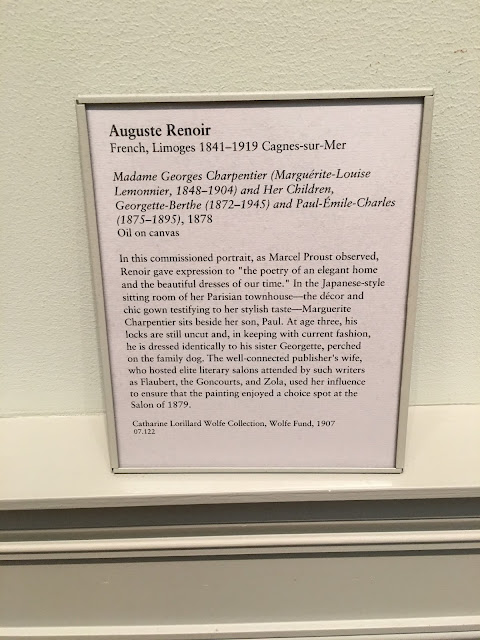 Auguste Renoir
French, Limoges 1841–1919 Cagnes-sur-Mer
Madame Georges Charpentier (Marguérite-Louise
Lemonnier, 1848–1904) and Her Children,
Georgette-Berthe (1872–1945) and Paul-Émile-Charles
(1875–1895), 1878
Oil on canvas
In this commissioned portrait, as Marcel Proust observed,
Renoir gave expression to "the poetry of an elegant home
and the beautiful dresses of our time." In the Japanese-style
sitting room of her Parisian townhouse—the décor and
chic gown testifying to her stylish taste—Marguerite
Charpentier sits beside her son, Paul. At age three, his
locks are still uncut and, in keeping with current fashion,
he is dressed identically to his sister Georgette, perched
on the family dog. The well-connected publisher's wife,
who hosted elite literary salons attended by such writers
as Flaubert, the Goncourts, and Zola, used her influence
to ensure that the painting enjoyed a choice spot at the
Salon of 1879.
Catharine Lorillard Wolfe Collection, Wolfe Fund, 1907
07.122